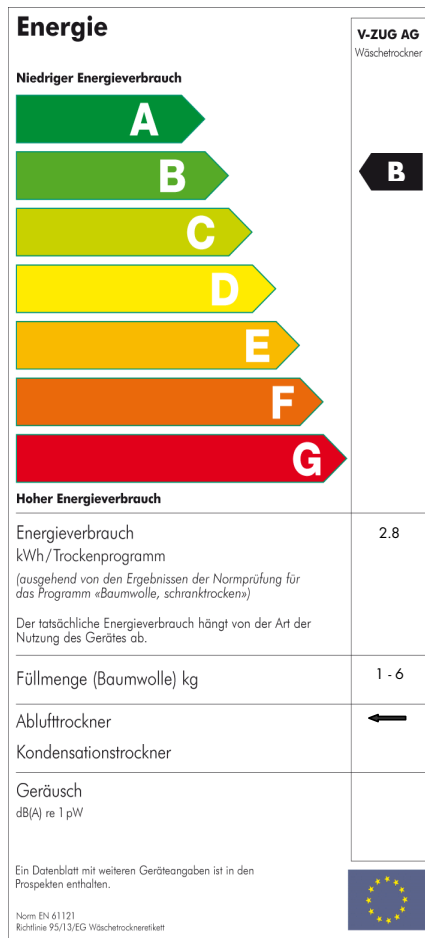 Energie
V-ZUG AG
Wäschetrockner
Niedriger Energieverbrauch
A
B
B
C
D
E
F
G
Hoher Energieverbrauch
Energieverbrauch 2.8
kWh/Trockenprogramm
(ausgehend von den Ergebnissen der Normprüfung für
das Programm «Baumwolle, schranktrocken»)
Der tatsächliche Energieverbrauch hängt von der Art der
Nutzung des Gerätes ab.
Füllmenge (Baumwolle) kg 1 - 6
Ablufttrockner
Kondensationstrockner
Geräusch
dB(A) re 1 pW
Ein Datenblatt mit weiteren Geräteangaben ist in den
Prospekten enthalten.
Norm EN 61121
Richtlinie 95/13/EG Wäschetrockneretikett